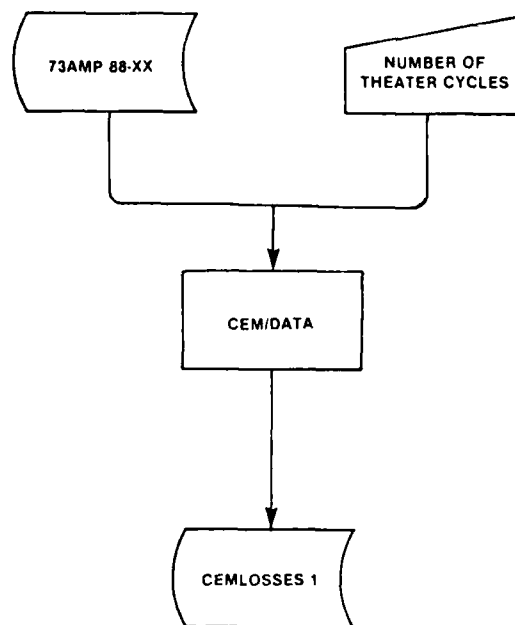 73AMP 88-XX
NUMBER OF
THEATER CYCLES
CEM/DATA
CEMLOSSES 1